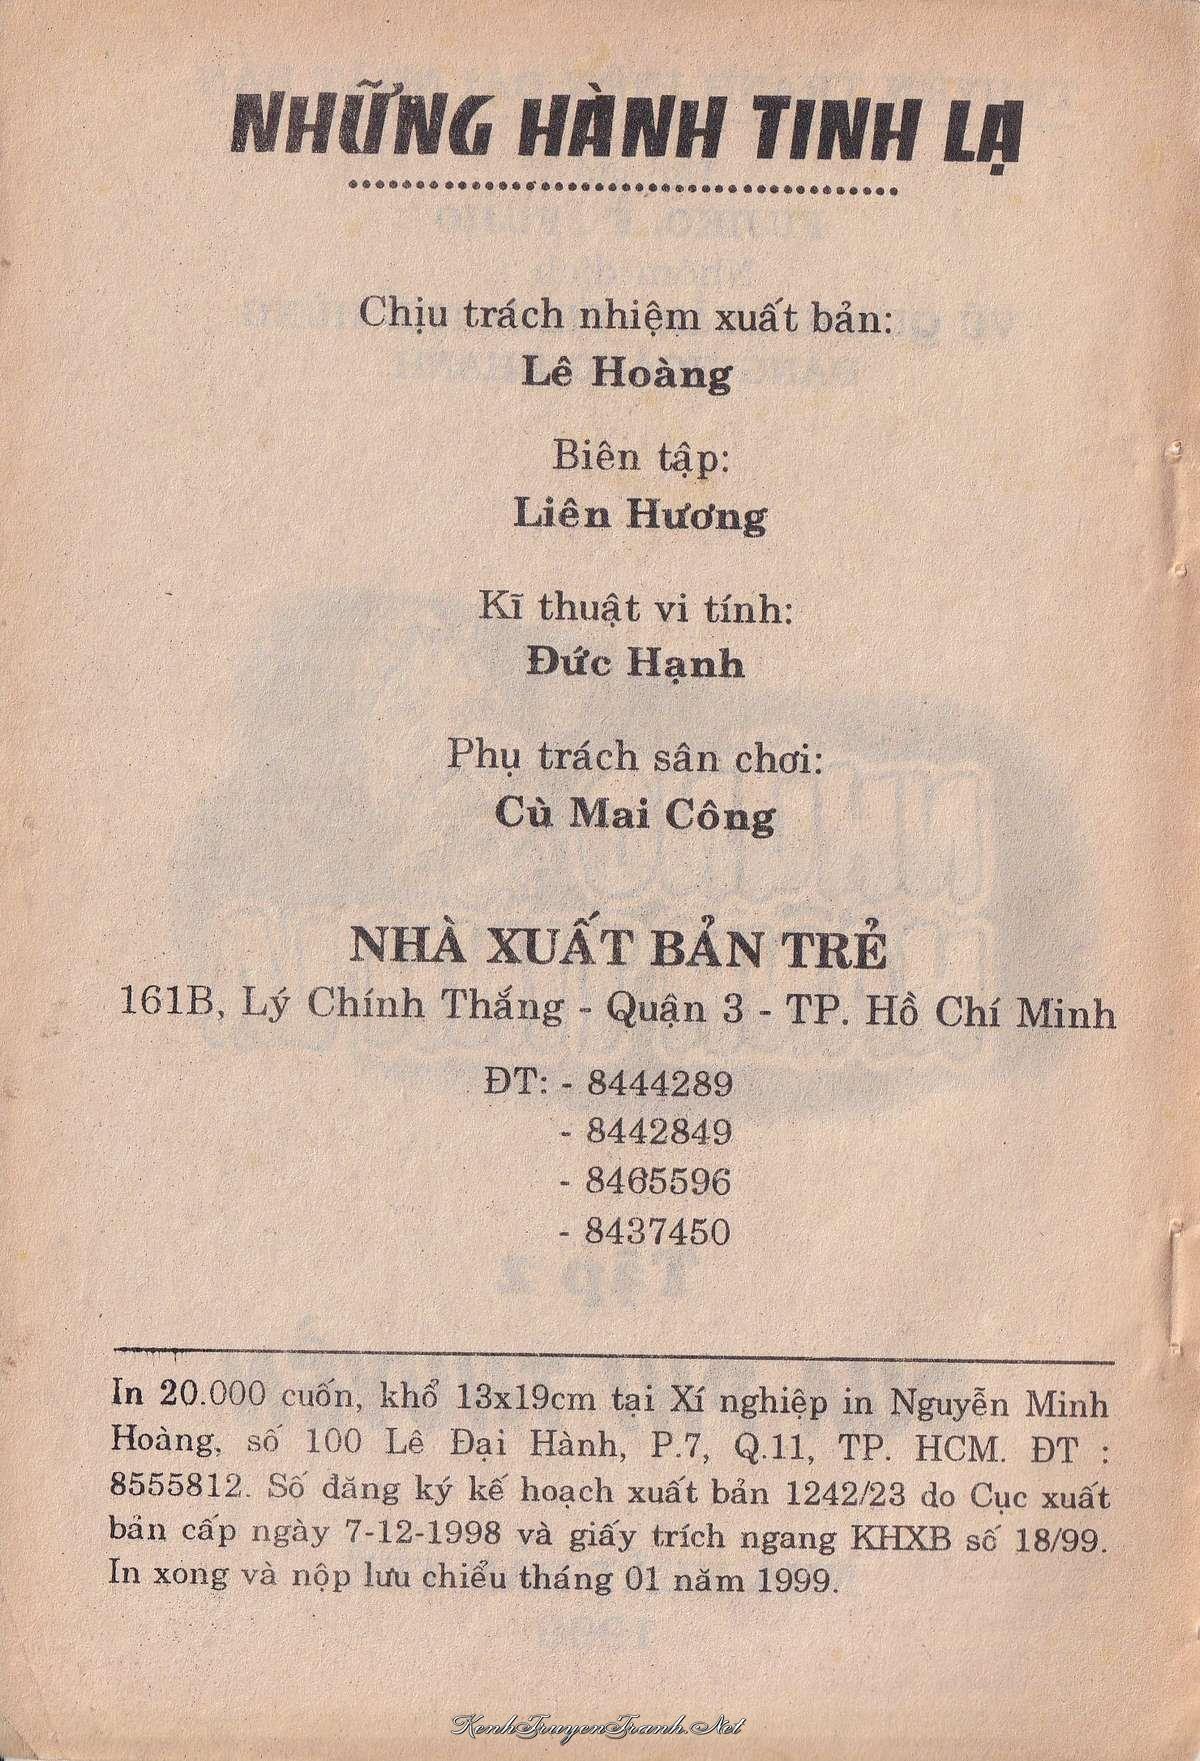 NHỮNG HÀNH TINH LẠ
Chịu trách nhiệm xuất bản:
Lê Hoàng
Biên tập:
Liên Hương
Kĩ thuật vi tính:
Đức Hạnh
Phụ trách sân chơi:
Cù Mai Công
NHÀ XUẤT BẢN TRẺ
161B, Lý Chính Thắng - Quận 3 - TP. Hồ Chí Minh
ĐT: - 8444289
- 8442849
- 8465596
- 8437450
In 20.000 cuốn, khổ 13x19cm tại Xí nghiệp in Nguyễn Minh
Hoàng, số 100 Lê Đại Hành, P.7, Q.11, TP. HCM. ĐT :
8555812. Số đăng ký kế hoạch xuất bản 1242/23 do Cục xuất
bản cấp ngày 7-12-1998 và giấy trích ngang KHXB số 18/99.
In xong và nộp lưu chiểu tháng 01 năm 1999.
KenhTruyenTranh.Net